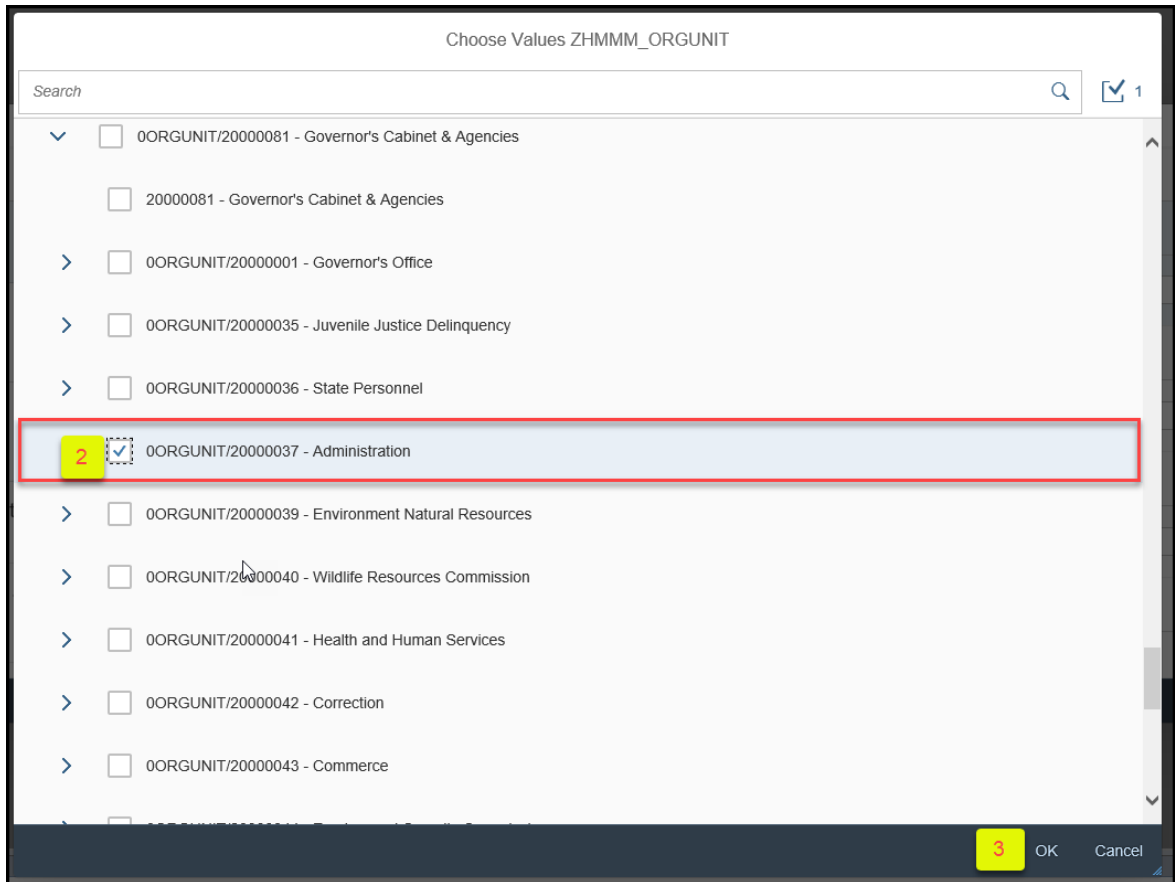 Choose Values ZHMMM_ORGUNIT
Search
1
0ORGUNIT/20000081 - Governor's Cabinet & Agencies
20000081 - Governor's Cabinet & Agencies
0ORGUNIT/20000001 - Governor's Office
0ORGUNIT/20000035 - Juvenile Justice Delinquency
0ORGUNIT/20000036 - State Personnel
2 0ORGUNIT/20000037 - Administration
0ORGUNIT/20000039 - Environment Natural Resources
0ORGUNIT/20000040 - Wildlife Resources Commission
0ORGUNIT/20000041 - Health and Human Services
0ORGUNIT/20000042 - Correction
0ORGUNIT/20000043 - Commerce
3 OK Cancel